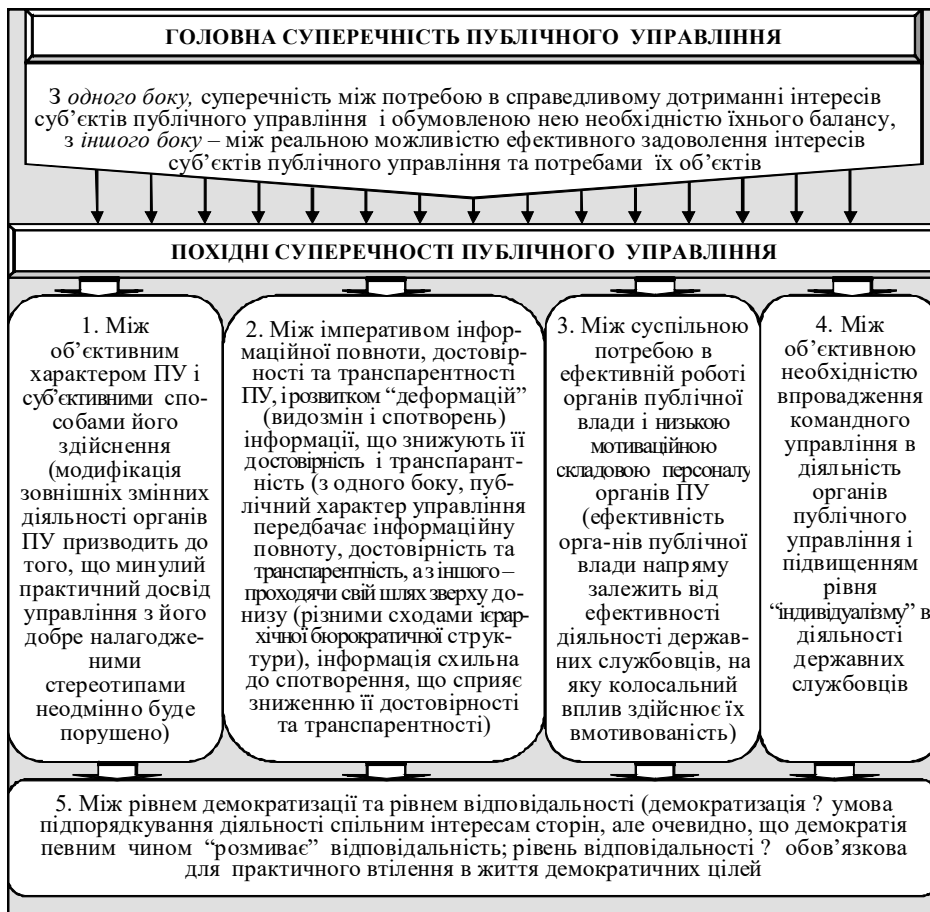 ГОЛОВНА СУПЕРЕЧНІСТЬ ПУБЛІЧНОГО УПРАВЛІННЯ
З одного боку, суперечність між потребою в справедливому дотриманні інтересів
суб’єктів публічного управління і обумовленою нею необхідністю їхнього балансу,
з іншого боку – між реальною можливістю ефективного задоволення інтересів
суб’єктів публічного управління та потребами їх об’єктів
ПОХІДНІ СУПЕРЕЧНОСТІ ПУБЛІЧНОГО УПРАВЛІННЯ
1. Між
об’єктивним
характером ПУ і
суб’єктивними спо-
собами його
здійснення
(модифікація
зовнішніх змінних
діяльності органів
ПУ призводить до
того, що минулий
практичний досвід
управління з його
добре налагодже-
ними
стереотипами
неодмінно буде
порушено)
2. Між імперативом інфор-
маційної повноти, достовір-
ності та транспарентності
ПУ, і розвитком “деформацій”
(видозмін і спотворень)
інформації, що знижують її
достовірність і транспарант-
ність (з одного боку, пуб-
лічний характер управління
передбачає інформаційну
повноту, достовірність та
транспарентність, а з іншого –
проходячи свій шлях зверху до-
низу (різними сходами ієрар-
хічної бюрократичної струк-
тури), інформація схильна
до спотворення, що сприяє
зниженню її достовірності
та транспарентності)
3. Між суспільною
потребою в
ефективній роботі
органів публічної
влади і низькою
мотиваційною
складовою персоналу
органів ПУ
(ефективність
орга-нів публічної
влади напряму
залежить від
ефективності
діяльності держав-
них службовців, на
яку колосальний
вплив здійснює їх
вмотивованість)
4. Між
об’єктивною
необхідністю
впровадження
командного
управління в
діяльність
органів
публічного
управління і
підвищенням
рівня
“індивідуалізму” в
діяльності
державних
службовців
5. Між рівнем демократизації та рівнем відповідальності (демократизація ? умова
підпорядкування діяльності спільним інтересам сторін, але очевидно, що демократія
певним чином “розмиває” відповідальність; рівень відповідальності ? обов’язкова
для практичного втілення в життя демократичних цілей